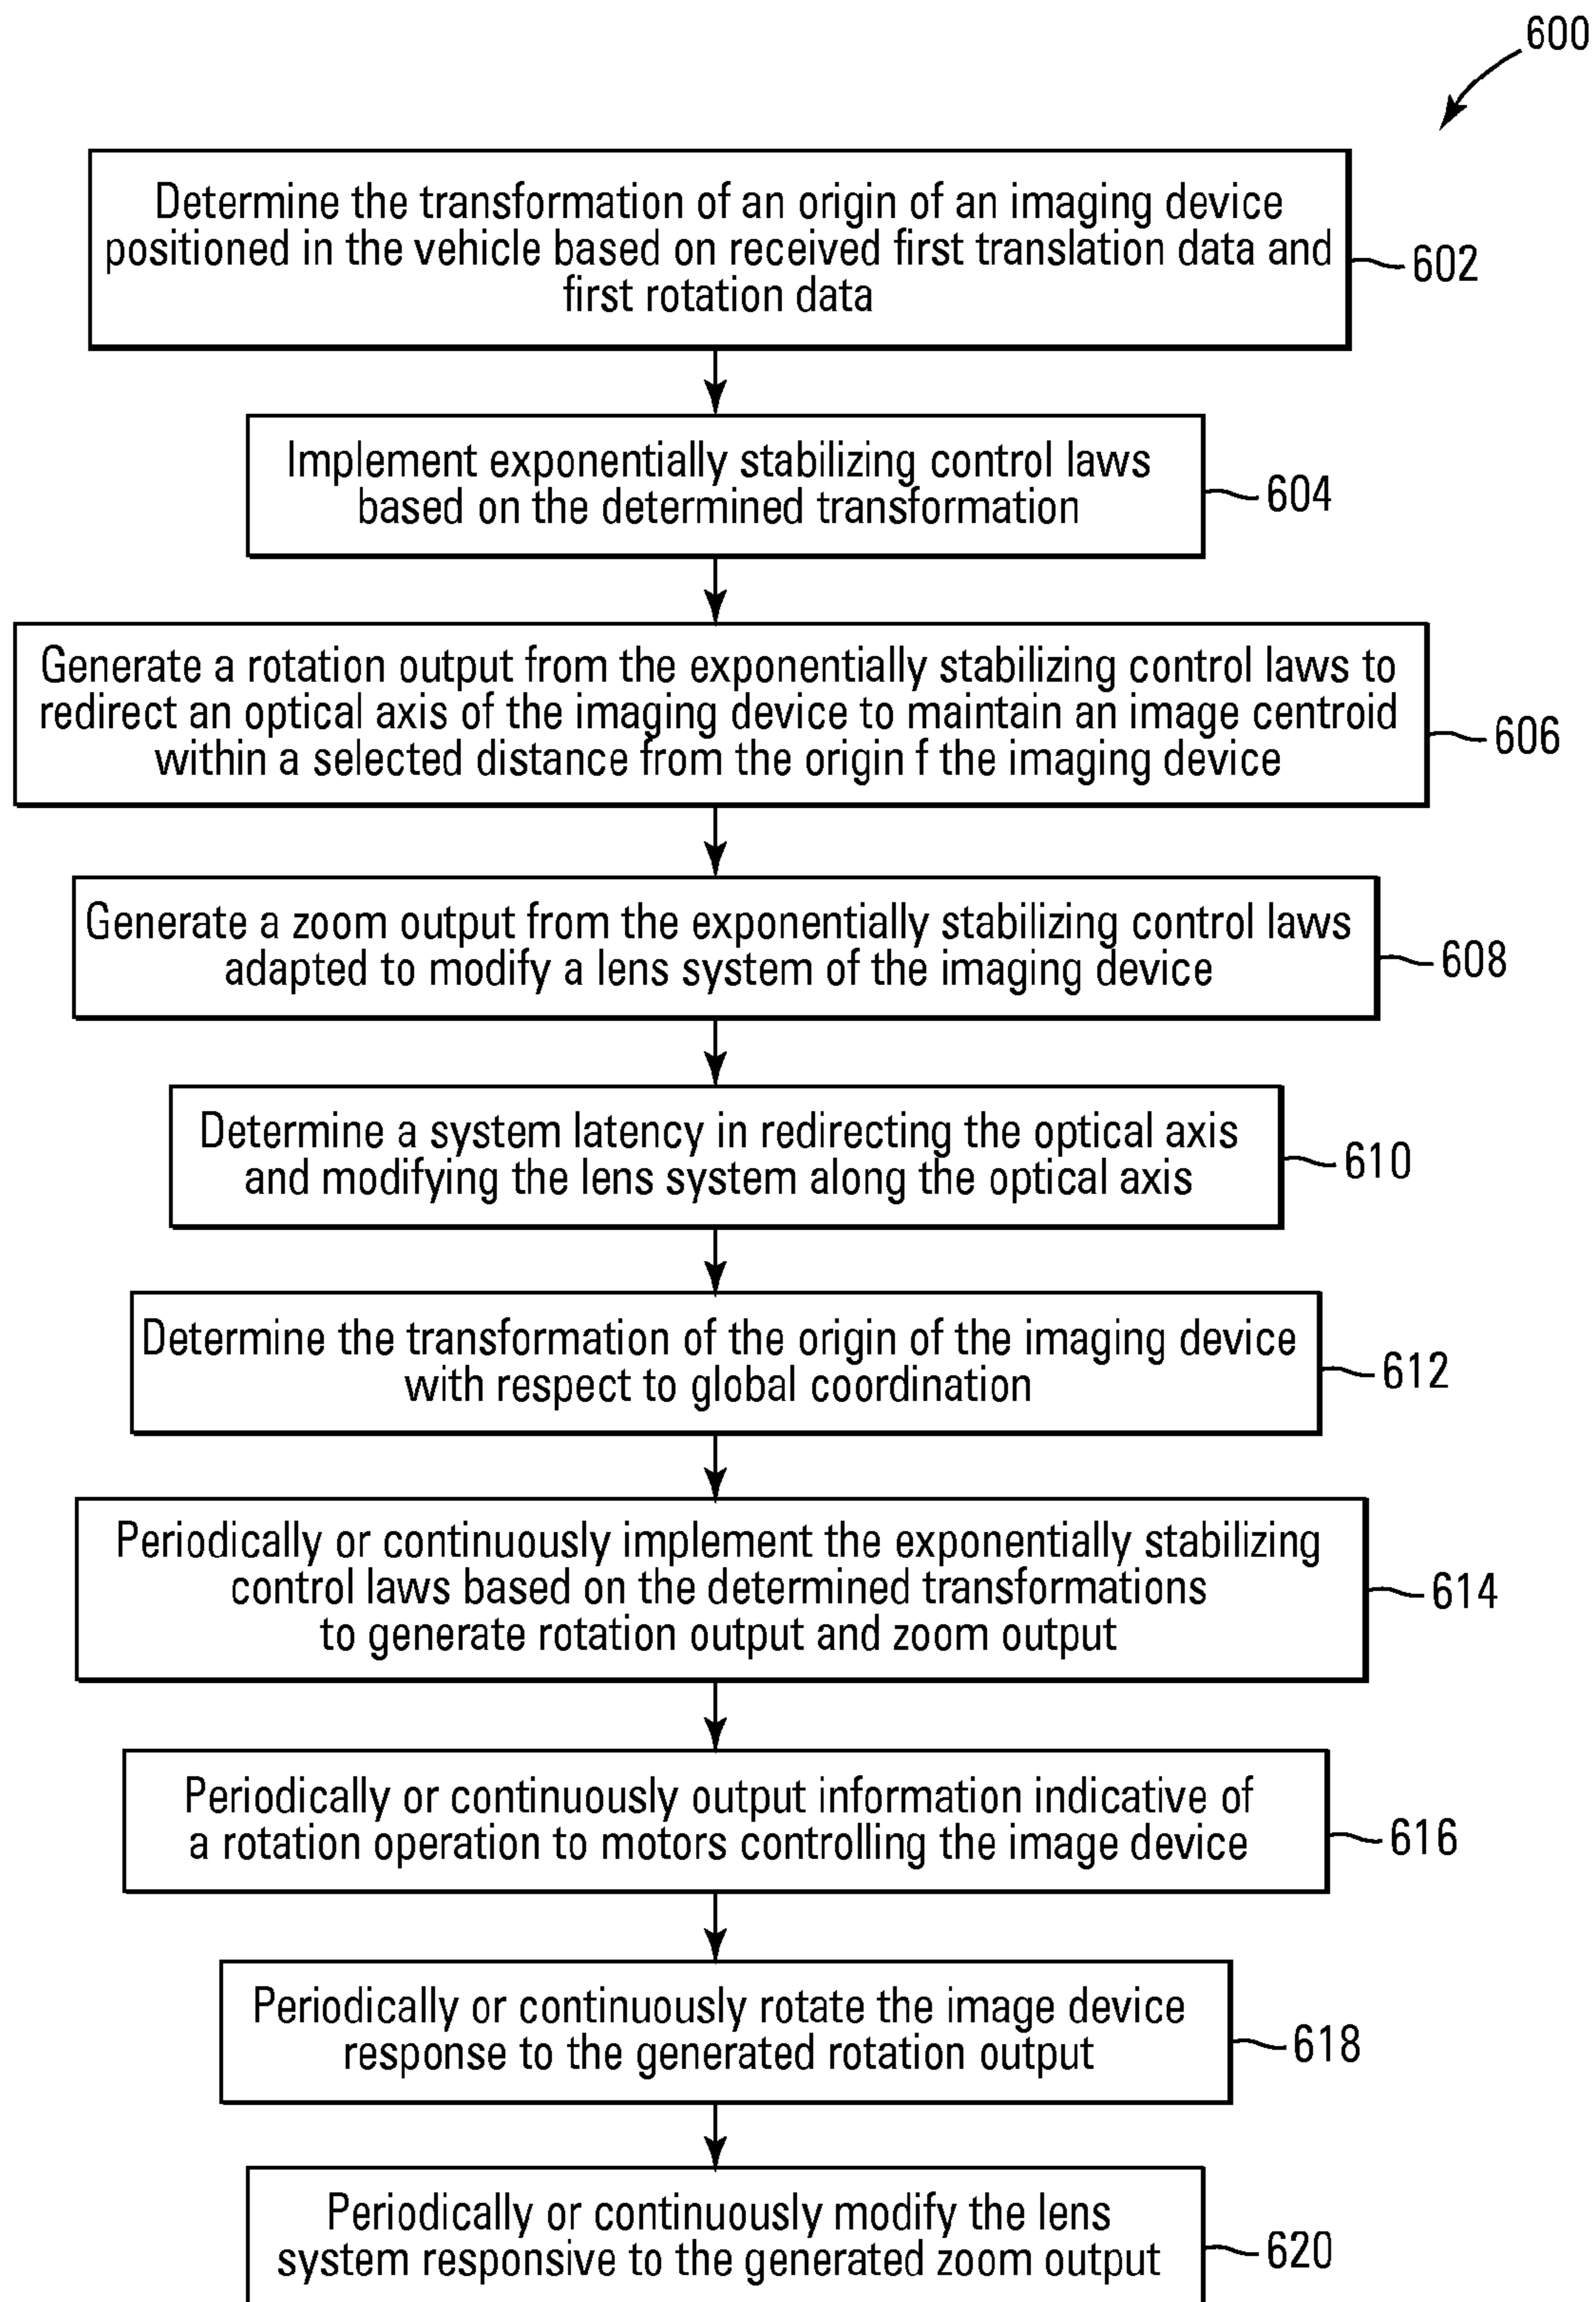 600
Determine the transformation of an origin of an imaging device
positioned in the vehicle based on received first translation data and
first rotation data
602
Implement exponentially stabilizing control laws
based on the determined transformation
604
Generate a rotation output from the exponentially stabilizing control laws to
redirect an optical axis of the imaging device to maintain an image centroid
within a selected distance from the origin f the imaging device
606
Generate a zoom output from the exponentially stabilizing control laws
adapted to modify a lens system of the imaging device
608
Determine a system latency in redirecting the optical axis
and modifying the lens system along the optical axis
610
Determine the transformation of the origin of the imaging device
with respect to global coordination
612
Periodically or continuously implement the exponentially stabilizing
control laws based on the determined transformations
to generate rotation output and zoom output
614
Periodically or continuously output information indicative of
a rotation operation to motors controlling the image device
616
Periodically or continuously rotate the image device
response to the generated rotation output
618
Periodically or continuously modify the lens
system responsive to the generated zoom output
620